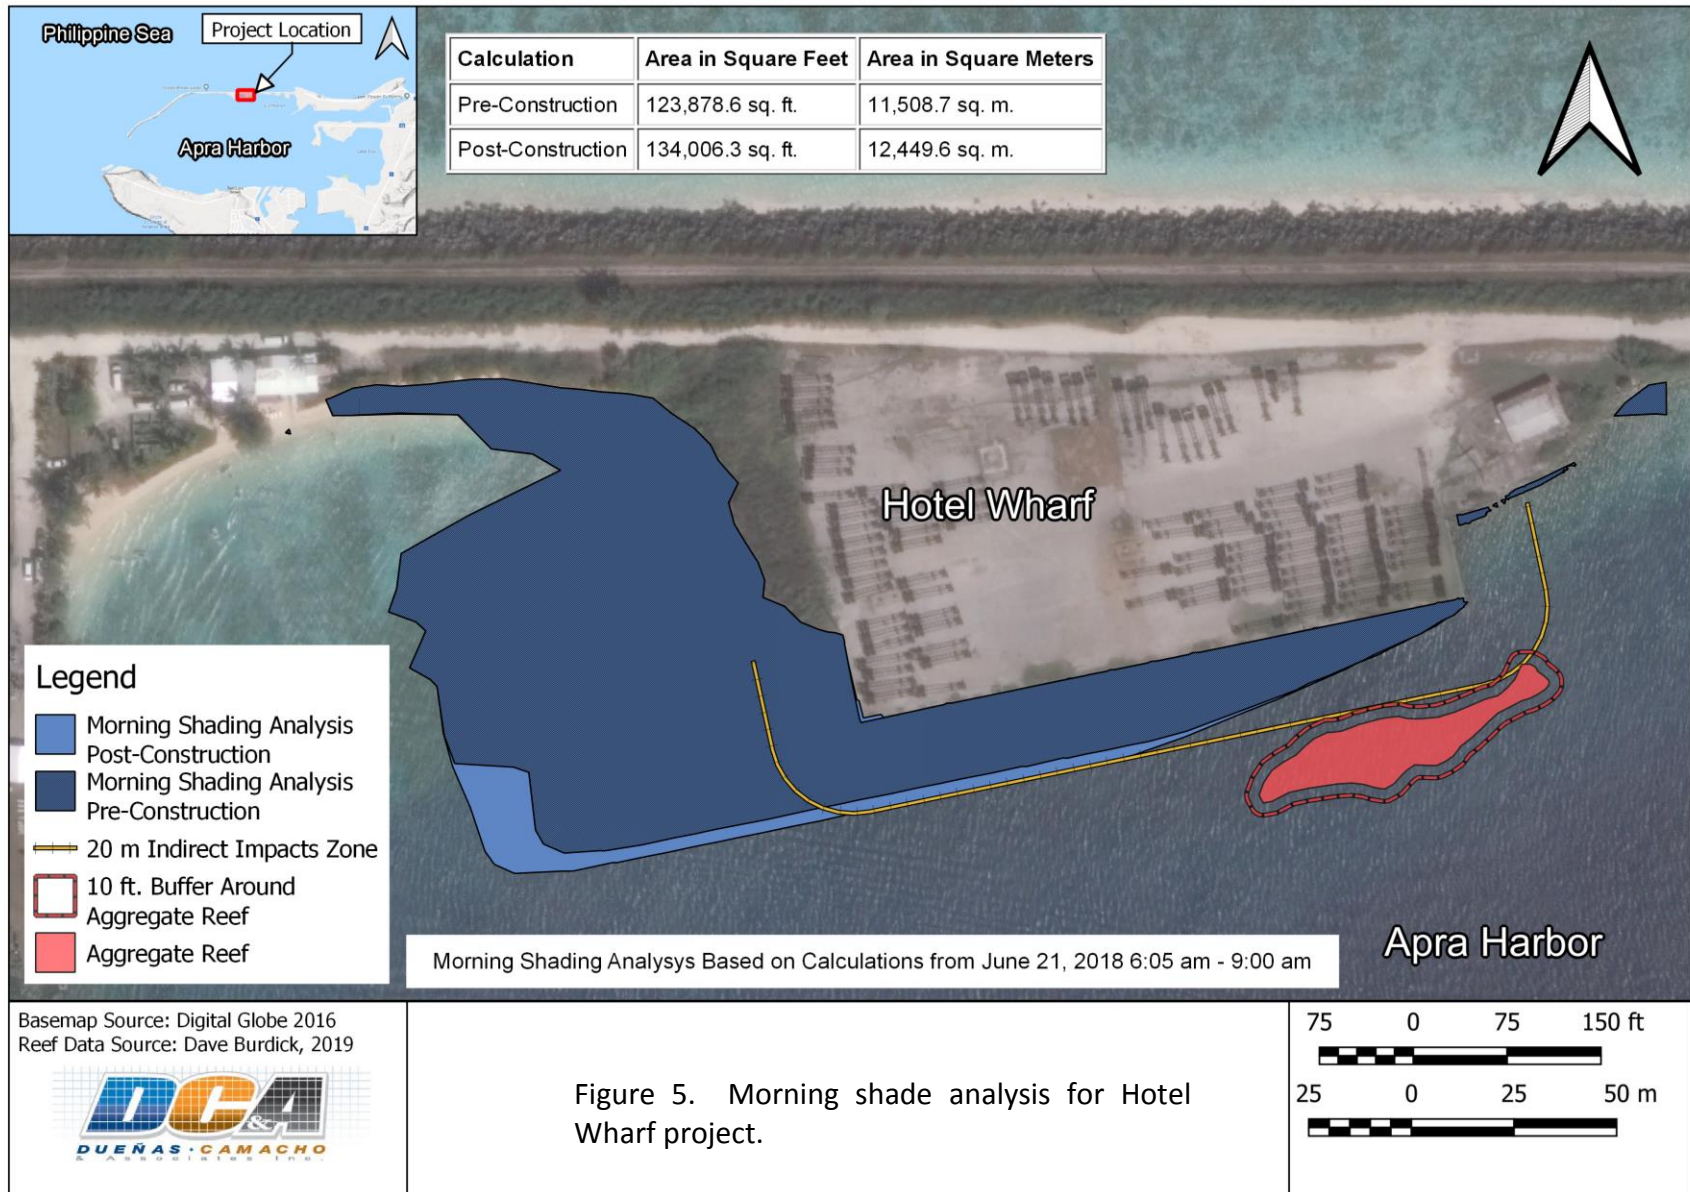 Philippine Sea
Project Location
Apra Harbor
Calculation Area in Square Feet Area in Square Meters
Pre-Construction 123,878.6 sq. ft. 11,508.7 sq. m.
Post-Construction 134,006.3 sq. ft. 12,449.6 sq. m.
Hotel Wharf
Legend
Morning Shading Analysis
Post-Construction
Morning Shading Analysis
Pre-Construction
20 m Indirect Impacts Zone
10 ft. Buffer Around
Aggregate Reef
Aggregate Reef
Apra Harbor
Morning Shading Analysys Based on Calculations from June 21, 2018 6:05 am - 9:00 am
Basemap Source: Digital Globe 2016
Reef Data Source: Dave Burdick, 2019
DC&A
DUEÑAS · CAMACHO
& Associates Inc.
Figure 5. Morning shade analysis for Hotel
Wharf project.
75 0 75 150 ft
25 0 25 50 m